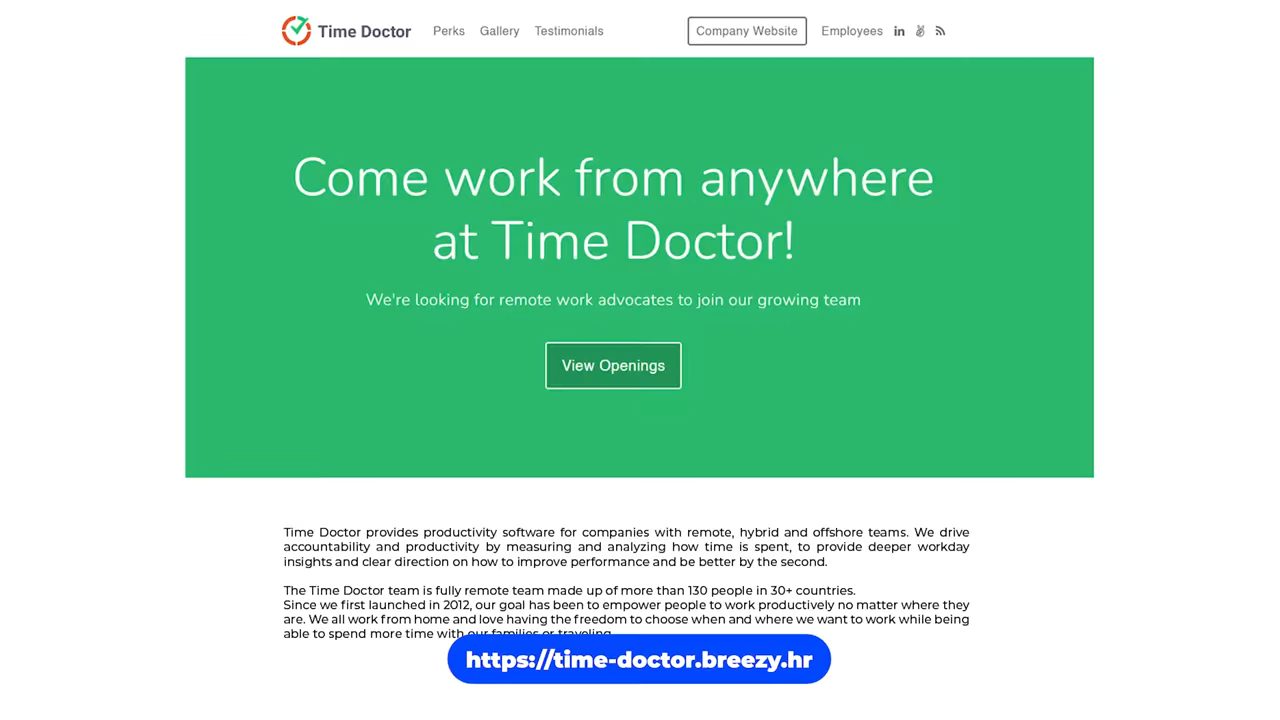 Time Doctor Perks Gallery Testimonials Company Website Employees in
Come work from anywhere
at Time Doctor!
We're looking for remote work advocates to join our growing team
View Openings
Time Doctor provides productivity software for companies with remote, hybrid and offshore teams. We drive
accountability and productivity by measuring and analyzing how time is spent, to provide deeper workday
insights and clear direction on how to improve performance and be better by the second.
The Time Doctor team is fully remote team made up of more than 130 people in 30+ countries.
Since we first launched in 2012, our goal has been to empower people to work productively no matter where they
are. We all work from home and love having the freedom to choose when and where we want to work while being
able to spend more time with our families or traveling.
https://time-doctor.breezy.hr